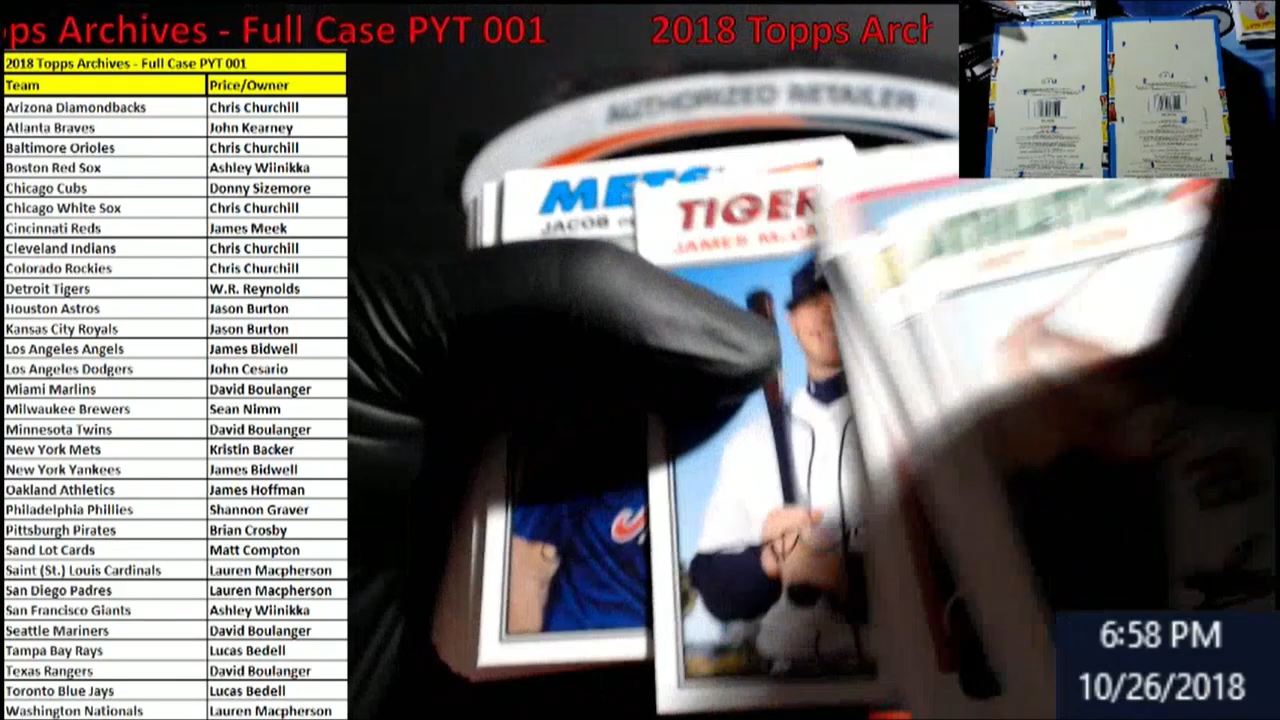 ps Archives - Full Case PYT 001 2018 Topps Arch
2018 Topps Archives - Full Case PYT 001
Team Price/Owner
Arizona Diamondbacks Chris Churchill
Atlanta Braves John Kearney
Baltimore Orioles Chris Churchill
Boston Red Sox Ashley Wiinikka
Chicago Cubs Donny Sizemore
Chicago White Sox Chris Churchill
Cincinnati Reds James Meek
Cleveland Indians Chris Churchill
Colorado Rockies Chris Churchill
Detroit Tigers W.R. Reynolds
Houston Astros Jason Burton
Kansas City Royals Jason Burton
Los Angeles Angels James Bidwell
Los Angeles Dodgers John Cesario
Miami Marlins David Boulanger
Milwaukee Brewers Sean Nimm
Minnesota Twins David Boulanger
New York Mets Kristin Backer
New York Yankees James Bidwell
Oakland Athletics James Hoffman
Philadelphia Phillies Shannon Graver
Pittsburgh Pirates Brian Crosby
Sand Lot Cards Matt Compton
Saint (St.) Louis Cardinals Lauren Macpherson
San Diego Padres Lauren Macpherson
San Francisco Giants Ashley Wiinikka
Seattle Mariners David Boulanger
Tampa Bay Rays Lucas Bedell
Texas Rangers David Boulanger
Toronto Blue Jays Lucas Bedell
Washington Nationals Lauren Macpherson
AUTHORIZED RETAILER
METS
JACOB
TIGER
JAMES
ATHLETICS
6:58 PM
10/26/2018